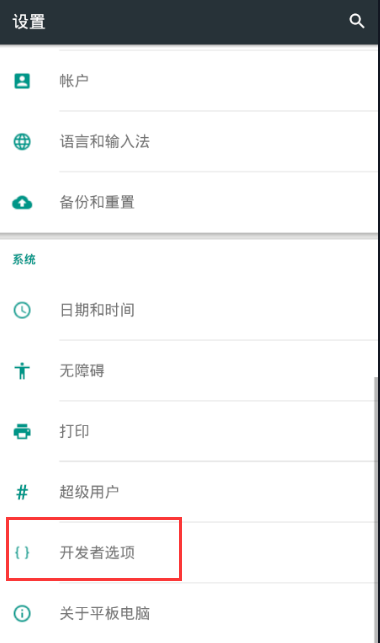 设置
帐户
语言和输入法
备份和重置
系统
日期和时间
无障碍
打印
超级用户
开发者选项
关于平板电脑